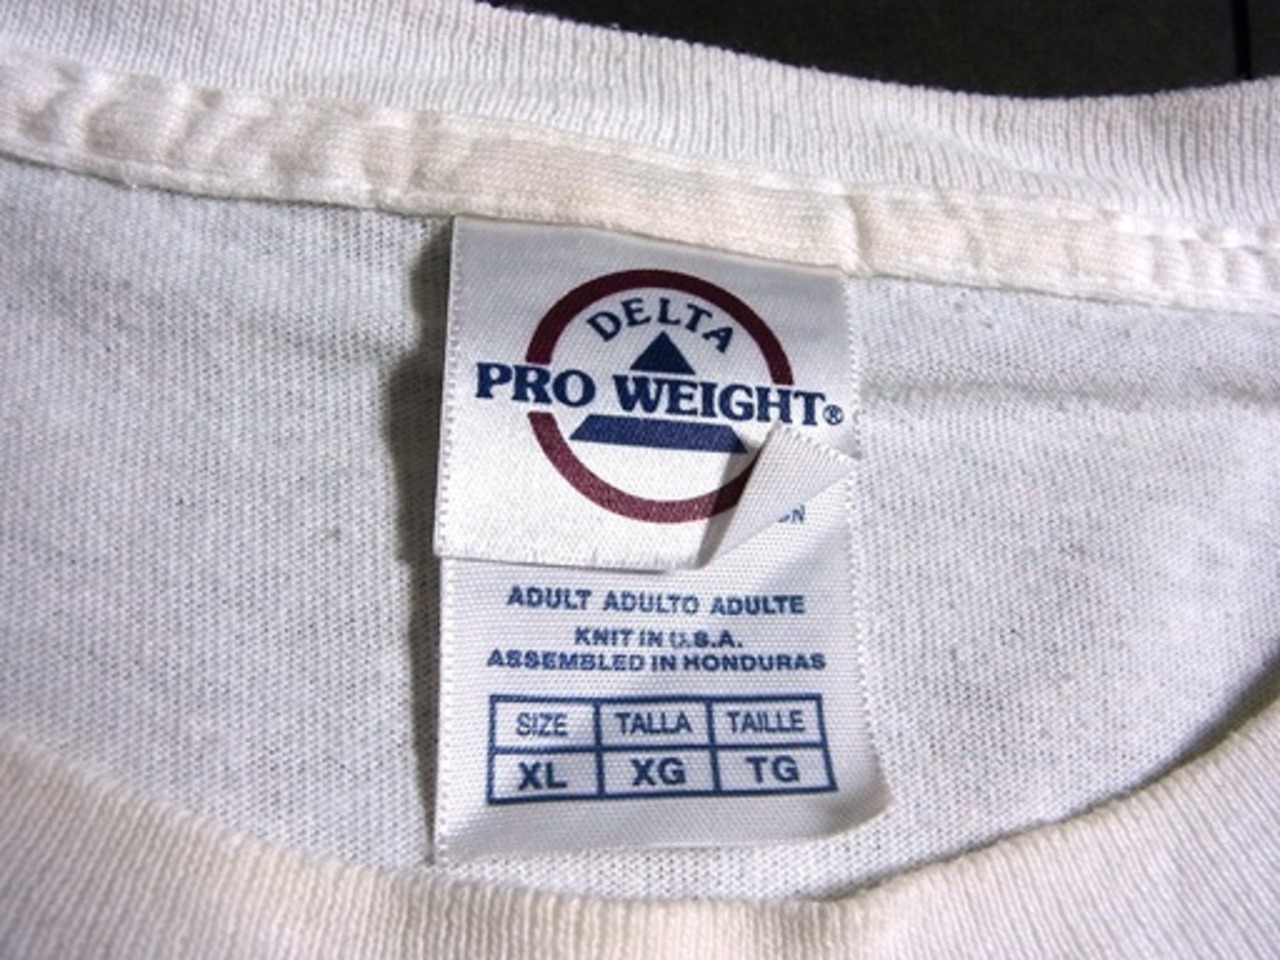 DELTA
PRO WEIGHT®
ADULT ADULTO ADULTE
KNIT IN U.S.A.
ASSEMBLED IN HONDURAS
SIZE TALLA TAILLE
XL XG TG